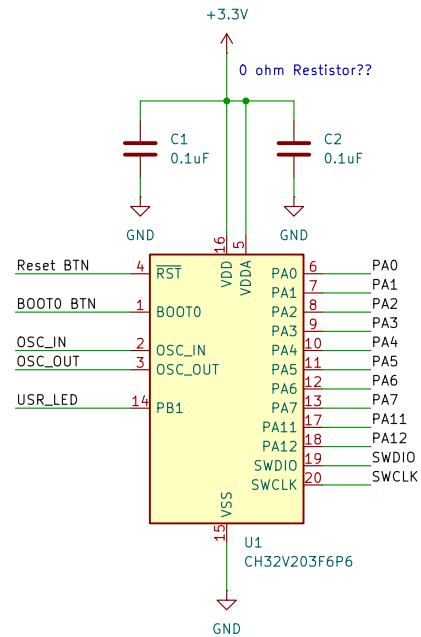 +3.3V
0 ohm Restistor??
C1
0.1uF
C2
0.1uF
GND
GND
16
5
VDD
VDDA
Reset BTN
4
RST
BOOT0 BTN
1
BOOT0
OSC_IN
2
OSC_IN
OSC_OUT
3
OSC_OUT
USR_LED
14
PB1
PA0
6
PA0
PA1
7
PA1
PA2
8
PA2
PA3
9
PA3
PA4
10
PA4
PA5
11
PA5
PA6
12
PA6
PA7
13
PA7
PA11
17
PA11
PA12
18
PA12
SWDIO
19
SWDIO
SWCLK
20
SWCLK
VSS
15
U1
CH32V203F6P6
GND